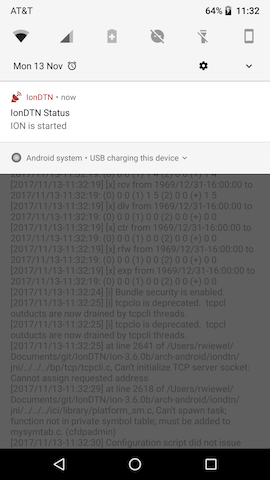 AT&T 64% 11:32
Mon 13 Nov
IonDTN • now
IonDTN Status
ION is started
Android system • USB charging this device
[2017/11/13-11:32:19] [x] rcv from 1969/12/31-16:00:00 to
2017/11/13-11:32:19: (0) 0 0 (1) 1 5 (2) 0 0 (+) 1 5
[2017/11/13-11:32:19] [x] dlv from 1969/12/31-16:00:00 to
2017/11/13-11:32:19: (0) 0 0 (1) 0 0 (2) 0 0 (+) 0 0
[2017/11/13-11:32:19] [x] ctr from 1969/12/31-16:00:00 to
2017/11/13-11:32:19: (0) 0 0 (1) 0 0 (2) 0 0 (+) 0 0
[2017/11/13-11:32:19] [x] rfw from 1969/12/31-16:00:00 to
2017/11/13-11:32:19: (0) 0 0 (1) 0 0 (2) 0 0 (+) 0 0
[2017/11/13-11:32:19] [x] exp from 1969/12/31-16:00:00 to
2017/11/13-11:32:19: (0) 0 0 (1) 0 0 (2) 0 0 (+) 0 0
[2017/11/13-11:32:24] [i] Bundle security is enabled.
[2017/11/13-11:32:25] [i] tcpclo is deprecated. tcpcl
outducts are now drained by tcpcli threads.
[2017/11/13-11:32:25] [i] tcpclo is deprecated. tcpcl
outducts are now drained by tcpcli threads.
[2017/11/13-11:32:25] at line 2641 of /Users/rwiewel/
Documents/git/IonDTN/ion-3.6.0b/arch-android/iondtn/
jni/../../../bp/tcp/tcpcli.c, Can't initialize TCP server socket:
Cannot assign requested address
[2017/11/13-11:32:29] at line 2618 of /Users/rwiewel/
Documents/git/IonDTN/ion-3.6.0b/arch-android/iondtn/
jni/../../../ici/library/platform_sm.c, Can't spawn task;
function not in private symbol table; must be added to
mysymtab.c. (cfdpadmin)
[2017/11/13-11:32:30] Configuration script did not issue